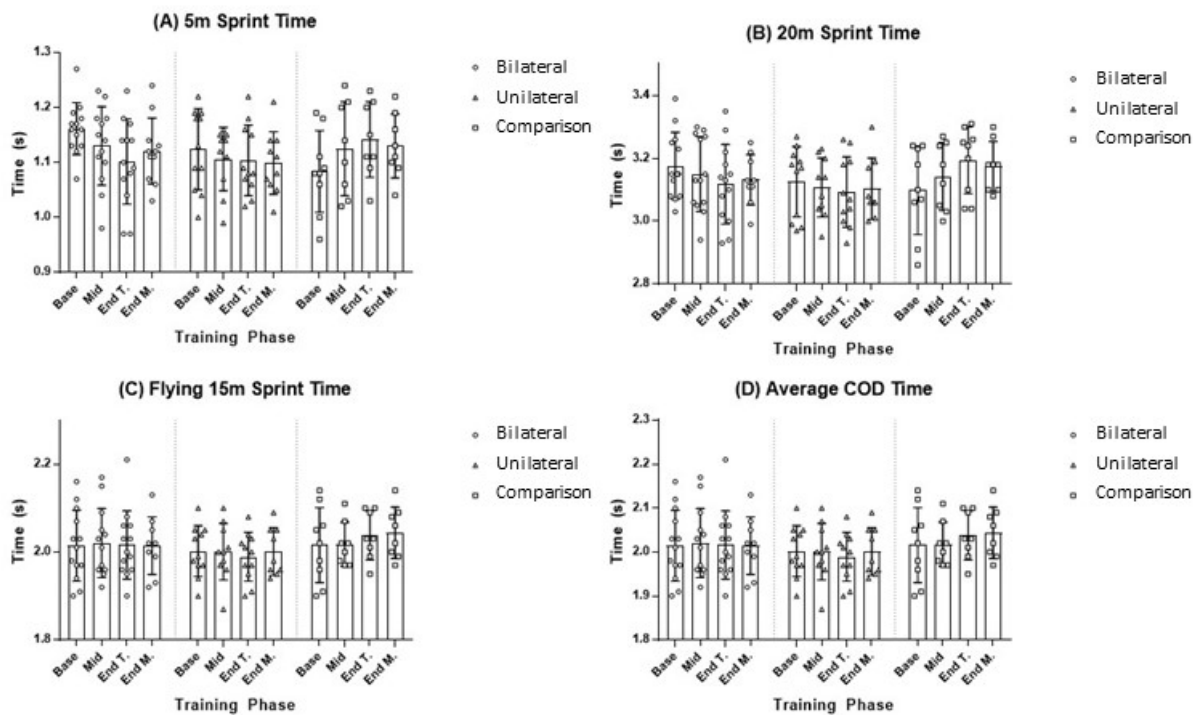 (A) 5m Sprint Time
1.3
1.2
1.1
1.0
0.9
Time (s)
Base Mid End T. End M. Base Mid End T. End M. Base Mid End T. End M.
Training Phase
Bilateral
Unilateral
Comparison
(B) 20m Sprint Time
3.4
3.2
3.0
2.8
Time (s)
Base Mid End T. End M. Base Mid End T. End M. Base Mid End T. End M.
Training Phase
Bilateral
Unilateral
Comparison
(C) Flying 15m Sprint Time
2.2
2.0
1.8
Time (s)
Base Mid End T. End M. Base Mid End T. End M. Base Mid End T. End M.
Training Phase
Bilateral
Unilateral
Comparison
(D) Average COD Time
2.3
2.2
2.1
2.0
1.9
1.8
Time (s)
Base Mid End T. End M. Base Mid End T. End M. Base Mid End T. End M.
Training Phase
Bilateral
Unilateral
Comparison